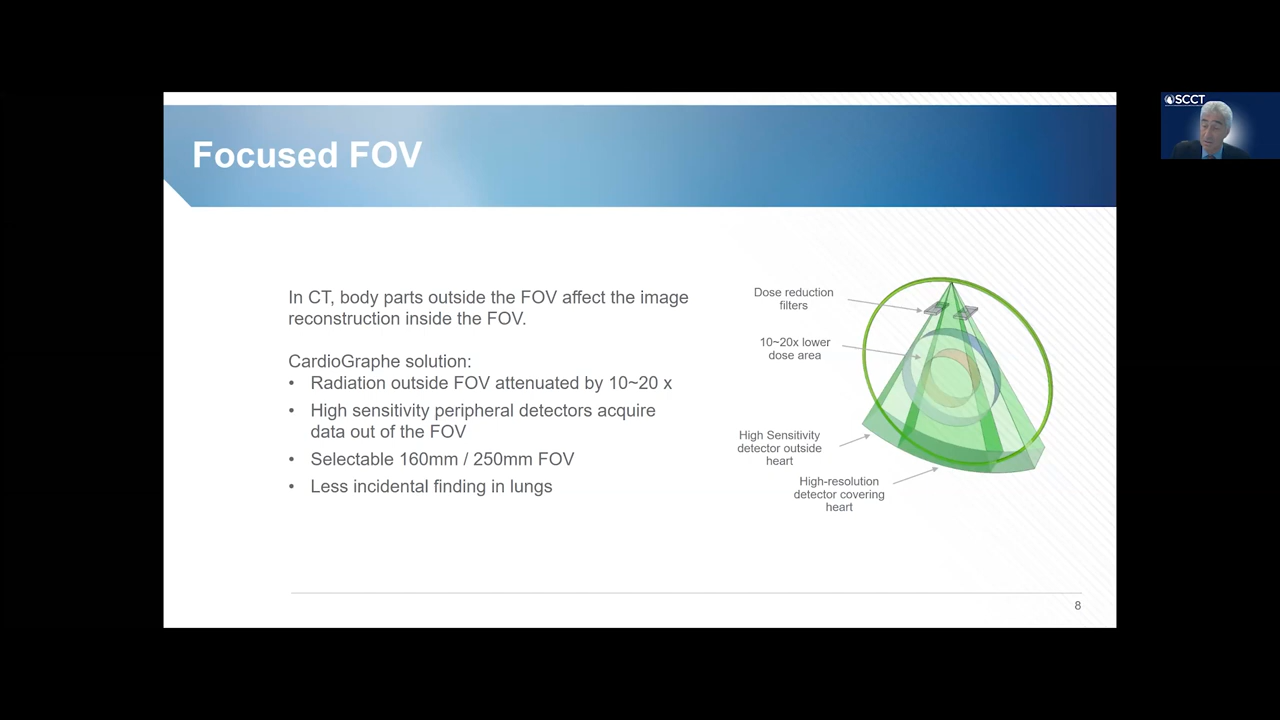 SCCT
Focused FOV
In CT, body parts outside the FOV affect the image
reconstruction inside the FOV.
CardioGraphe solution:
• Radiation outside FOV attenuated by 10~20 x
• High sensitivity peripheral detectors acquire
data out of the FOV
• Selectable 160mm / 250mm FOV
• Less incidental finding in lungs
Dose reduction
filters
10~20x lower
dose area
High Sensitivity
detector outside
heart
High-resolution
detector covering
heart
8